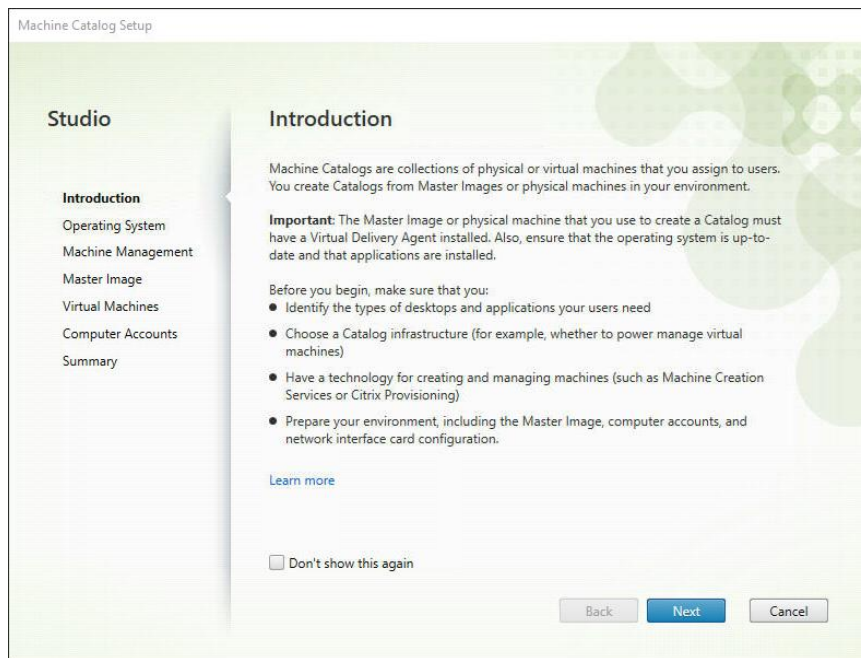 Machine Catalog Setup
Studio
Introduction
Operating System
Machine Management
Master Image
Virtual Machines
Computer Accounts
Summary
Introduction
Machine Catalogs are collections of physical or virtual machines that you assign to users.
You create Catalogs from Master Images or physical machines in your environment.
Important: The Master Image or physical machine that you use to create a Catalog must
have a Virtual Delivery Agent installed. Also, ensure that the operating system is up-to-
date and that applications are installed.
Before you begin, make sure that you:
● Identify the types of desktops and applications your users need
● Choose a Catalog infrastructure (for example, whether to power manage virtual
machines)
● Have a technology for creating and managing machines (such as Machine Creation
Services or Citrix Provisioning)
● Prepare your environment, including the Master Image, computer accounts, and
network interface card configuration.
Learn more
Don't show this again
Back Next Cancel